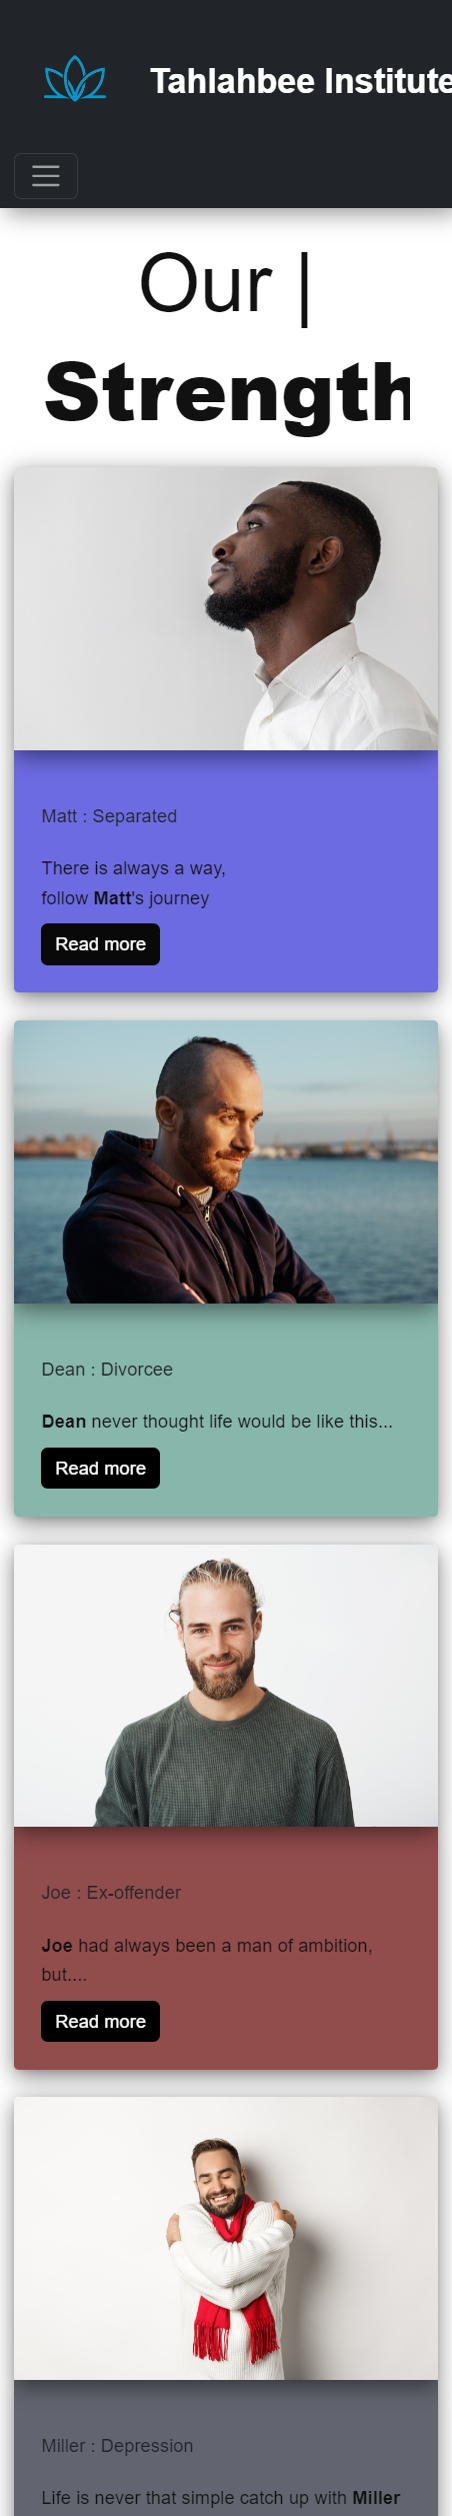 Tahlahbee Institute
Our |
Strength
Matt : Separated
There is always a way,
follow Matt's journey
Read more
Dean : Divorcee
Dean never thought life would be like this...
Read more
Joe : Ex-offender
Joe had always been a man of ambition,
but....
Read more
Miller : Depression
Life is never that simple catch up with Miller